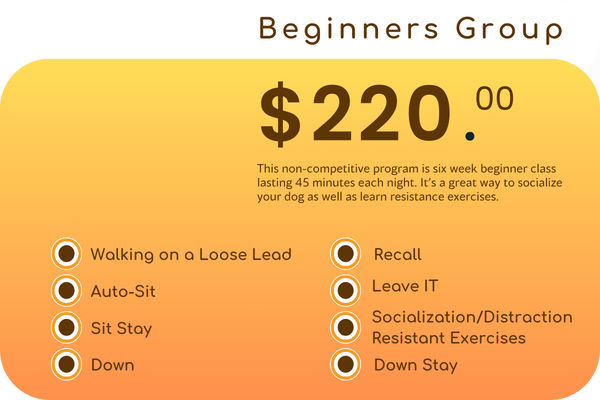 Beginners Group
$220.00
This non-competitive program is six week beginner class
lasting 45 minutes each night. It's a great way to socialize
your dog as well as learn resistance exercises.
Walking on a Loose Lead
Auto-Sit
Sit Stay
Down
Recall
Leave IT
Socialization/Distraction
Resistant Exercises
Down Stay